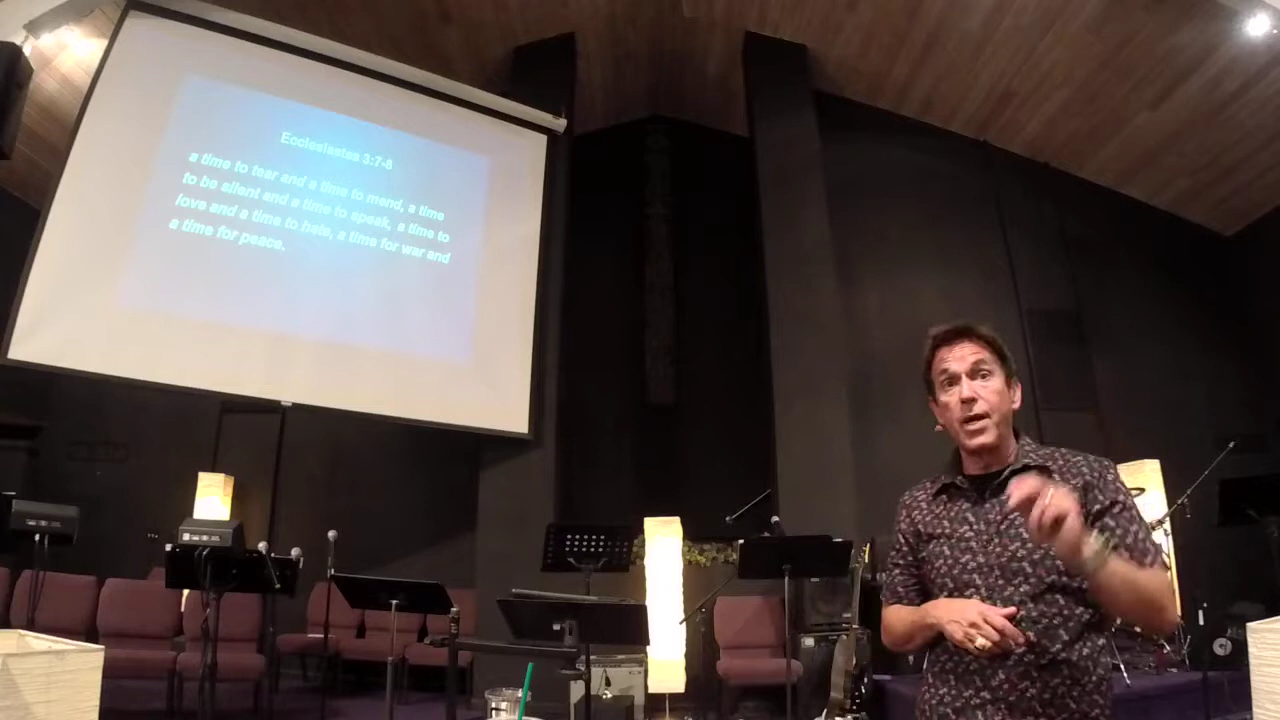 Ecclesiastes 3:7-8
a time to tear and a time to mend, a time
to be silent and a time to speak, a time to
love and a time to hate, a time for war and
a time for peace.